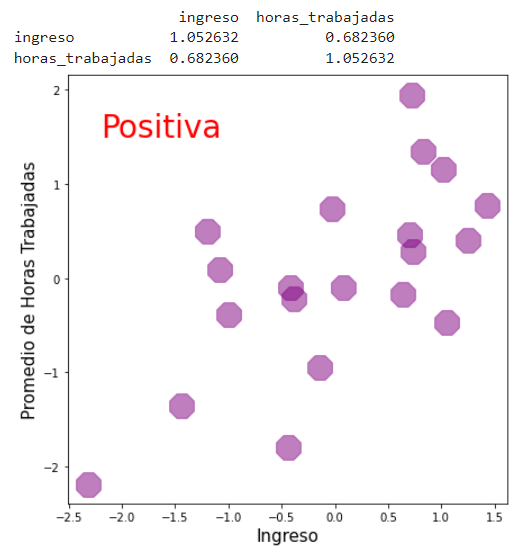 ingreso horas_trabajadas
ingreso 1.052632 0.682360
horas_trabajadas 0.682360 1.052632
Positiva
Promedio de Horas Trabajadas
2
1
0
−1
−2
−2.5 −2.0 −1.5 −1.0 −0.5 0.0 0.5 1.0 1.5
Ingreso